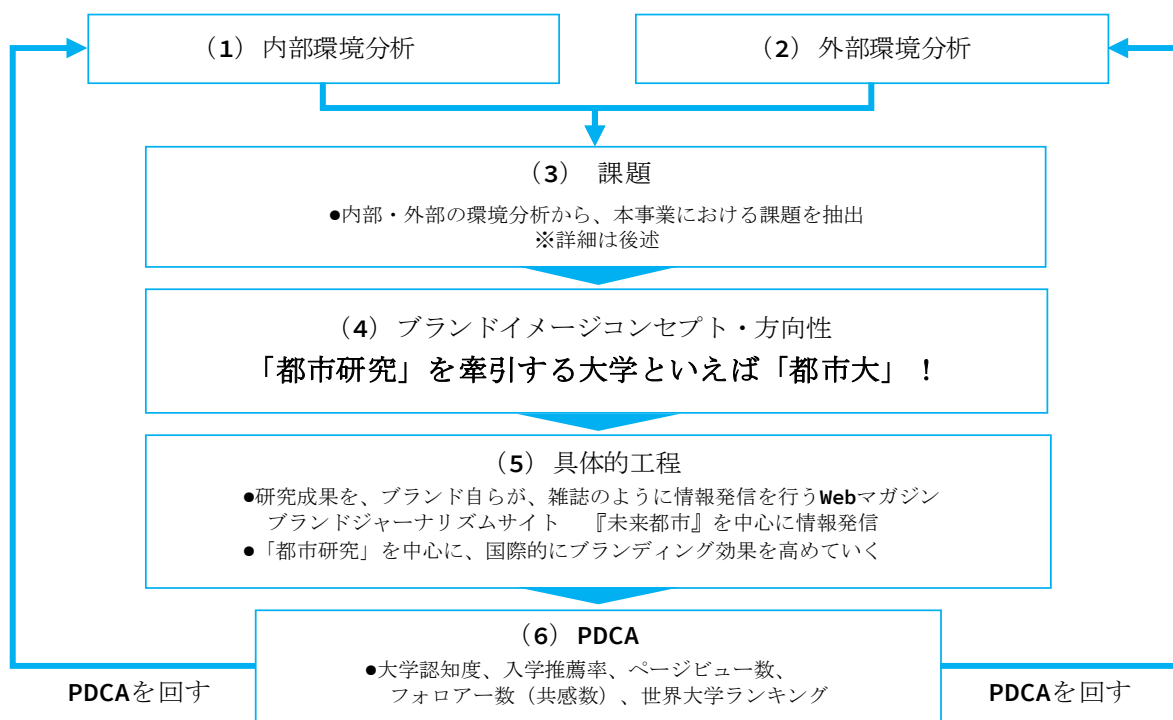 （1）内部環境分析
（2）外部環境分析
（3） 課題
●内部・外部の環境分析から、本事業における課題を抽出
※詳細は後述
（4）ブランドイメージコンセプト・方向性
「都市研究」を牽引する大学といえば「都市大」！
（5）具体的工程
●研究成果を、ブランド自らが、雑誌のように情報発信を行うWebマガジン
ブランドジャーナリズムサイト 『未来都市』を中心に情報発信
●「都市研究」を中心に、国際的にブランディング効果を高めていく
（6）PDCA
●大学認知度、入学推薦率、ページビュー数、
フォロアー数（共感数）、世界大学ランキング
PDCAを回す
PDCAを回す